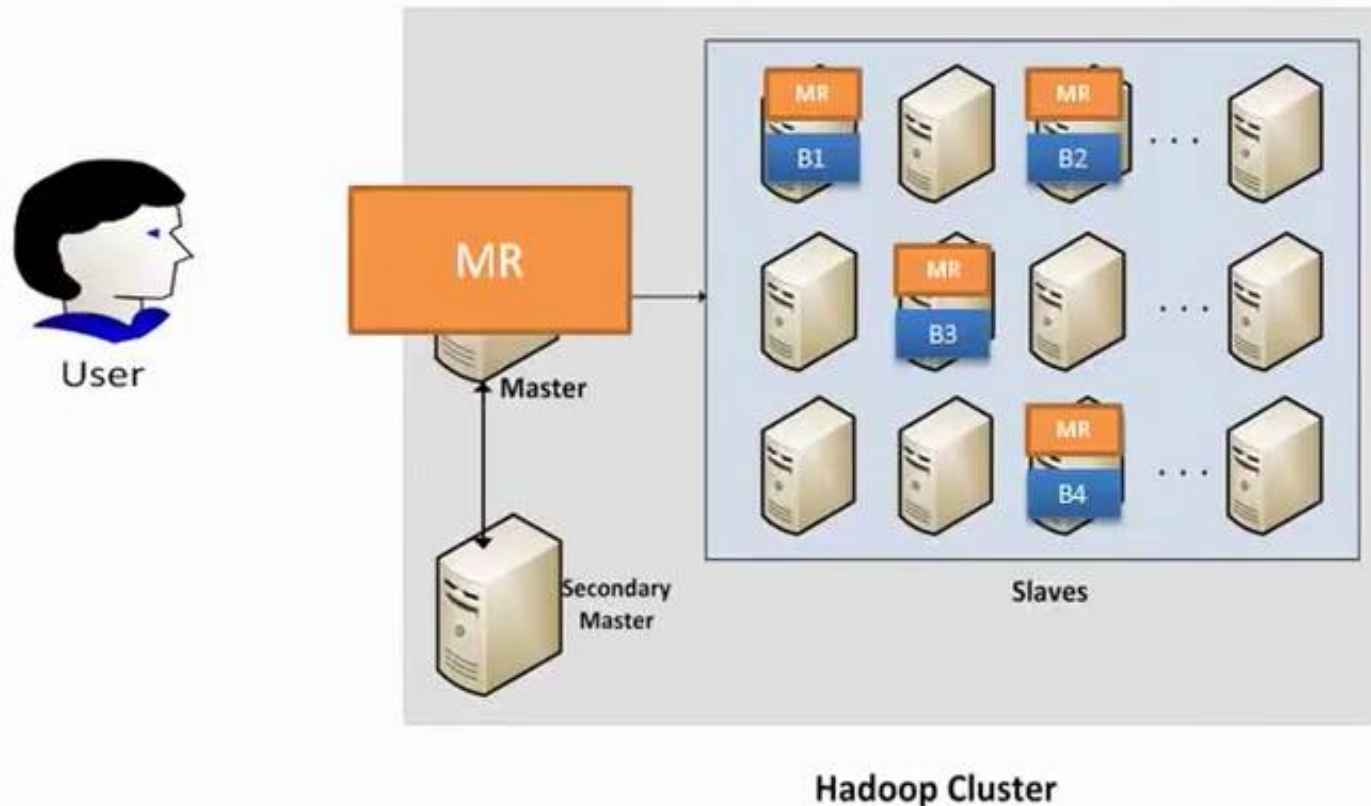 MR
MR
B1
B2
MR
User
Master
MR
B3
MR
B4
Secondary
Master
Slaves
Hadoop Cluster